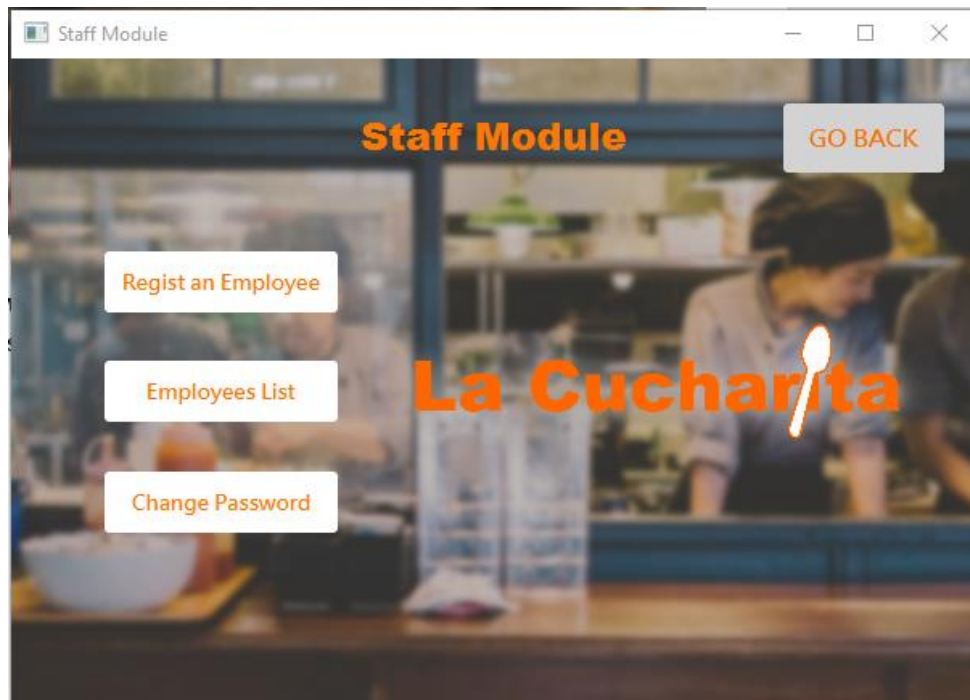 Staff Module
Staff Module
GO BACK
Regist an Employee
Employees List
La Cucharita
Change Password